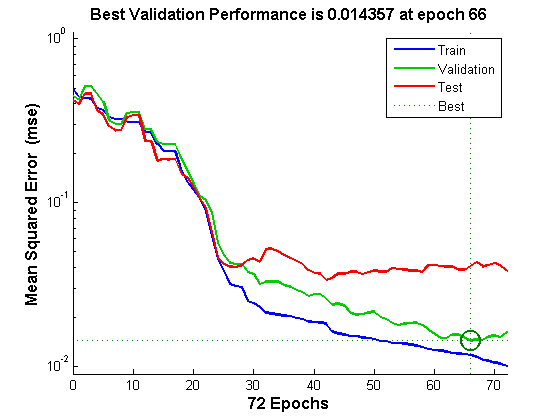 Best Validation Performance is 0.014357 at epoch 66
10^0
10^-1
10^-2
Mean Squared Error (mse)
Train
Validation
Test
Best
0 10 20 30 40 50 60 70
72 Epochs